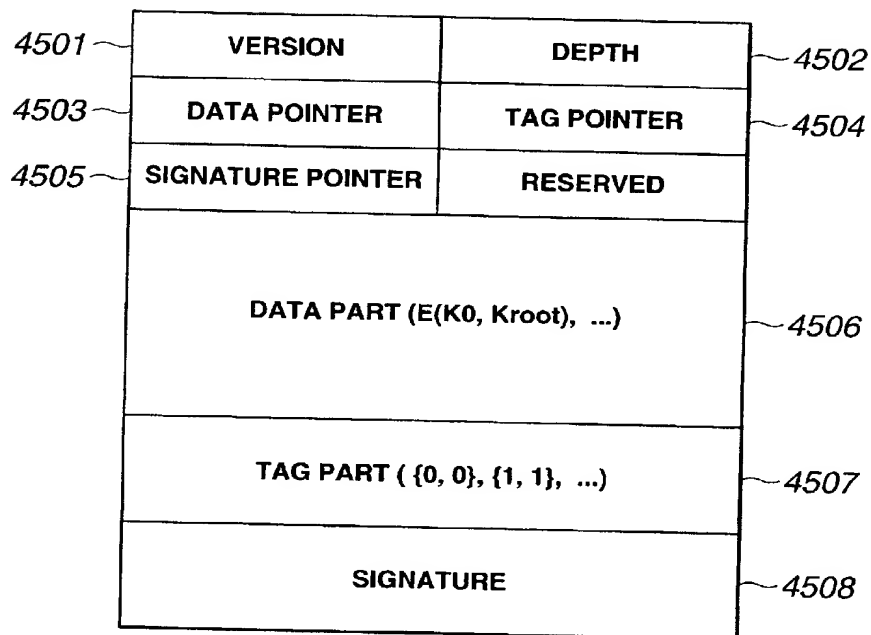 4501 VERSION DEPTH 4502
4503 DATA POINTER TAG POINTER 4504
4505 SIGNATURE POINTER RESERVED
DATA PART (E(K0, Kroot), ...) 4506
TAG PART ( {0, 0}, {1, 1}, ...) 4507
SIGNATURE 4508